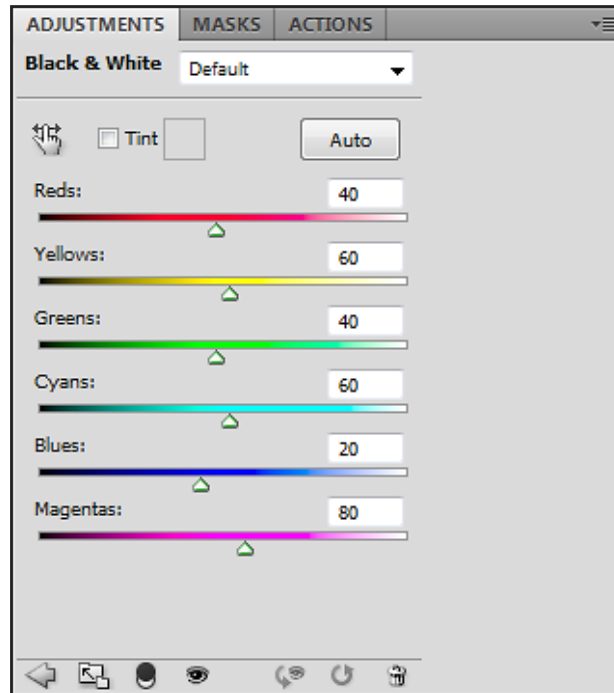 ADJUSTMENTS MASKS ACTIONS
Black & White Default
Tint Auto
Reds: 40
Yellows: 60
Greens: 40
Cyans: 60
Blues: 20
Magentas: 80